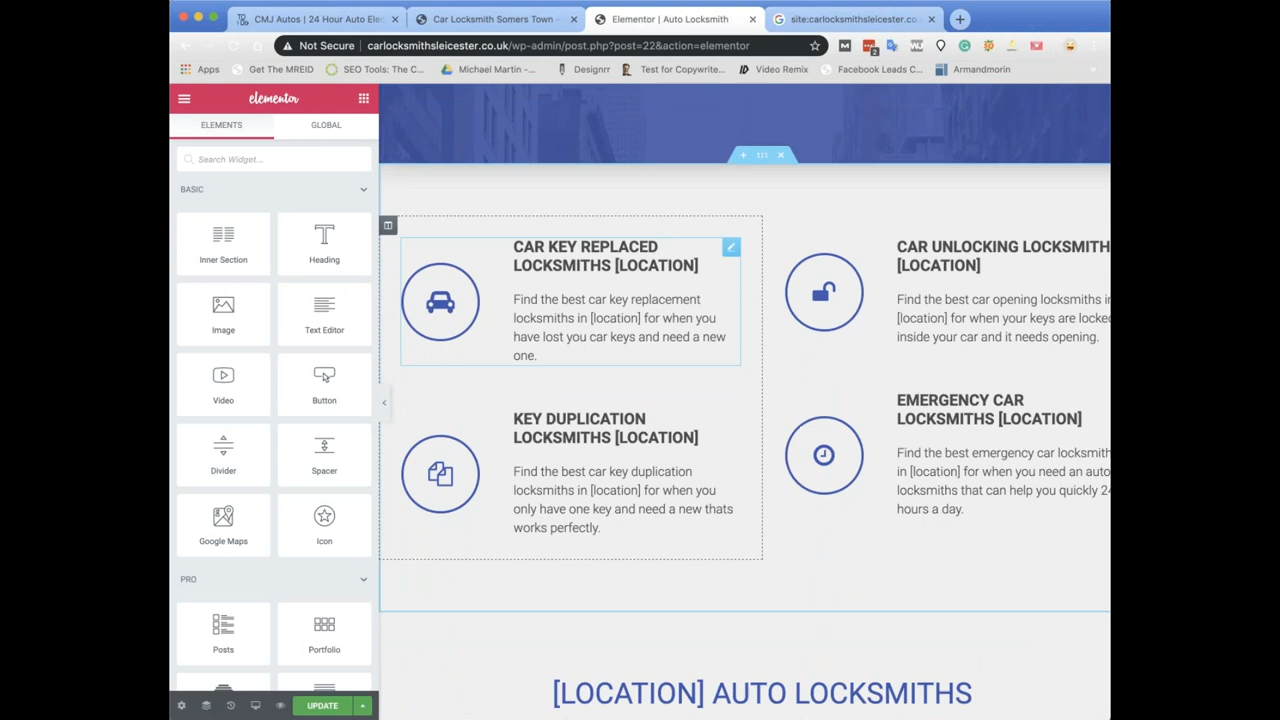 CMJ Autos | 24 Hour Auto Elec
Car Locksmith Somers Town -
Elementor | Auto Locksmith
site:carlocksmithsleicester.co
Not Secure
carlocksmithsleicester.co.uk/wp-admin/post.php?post=22&action=elementor
Apps
Get The MREID
SEO Tools: The C...
Michael Martin -...
Designrr
Test for Copywrite...
Video Remix
Facebook Leads C...
Armandmorin
elementor
ELEMENTS
GLOBAL
Search Widget...
BASIC
Inner Section
Heading
Image
Text Editor
Video
Button
Divider
Spacer
Google Maps
Icon
PRO
Posts
Portfolio
UPDATE
CAR KEY REPLACED
LOCKSMITHS [LOCATION]
Find the best car key replacement
locksmiths in [location] for when you
have lost you car keys and need a new
one.
KEY DUPLICATION
LOCKSMITHS [LOCATION]
Find the best car key duplication
locksmiths in [location] for when you
only have one key and need a new thats
works perfectly.
CAR UNLOCKING LOCKSMITH
[LOCATION]
Find the best car opening locksmiths in
[location] for when your keys are locked
inside your car and it needs opening.
EMERGENCY CAR
LOCKSMITHS [LOCATION]
Find the best emergency car locksmith
in [location] for when you need an auto
locksmiths that can help you quickly 24
hours a day.
[LOCATION] AUTO LOCKSMITHS